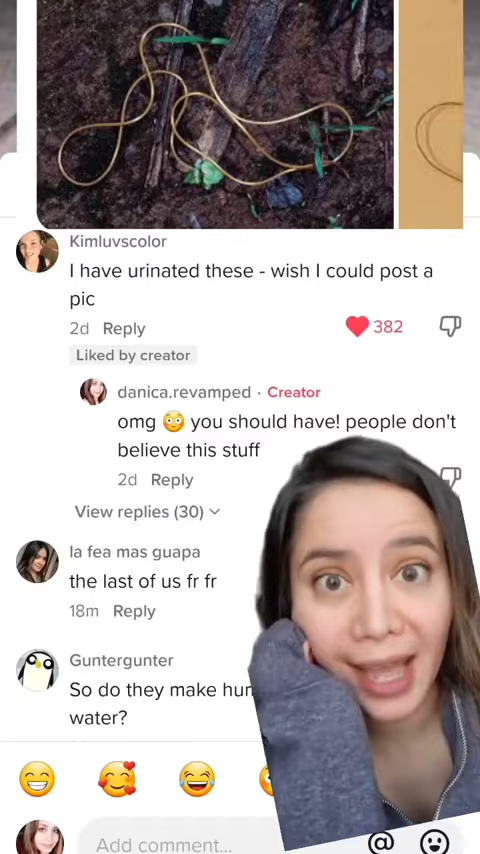 Kimluvscolor
I have urinated these - wish I could post a
pic
2d Reply
382
Liked by creator
danica.revamped · Creator
omg 😳 you should have! people don't
believe this stuff
2d Reply
View replies (30)
la fea mas guapa
the last of us fr fr
18m Reply
Guntergunter
So do they make
water?
Add comment...
@